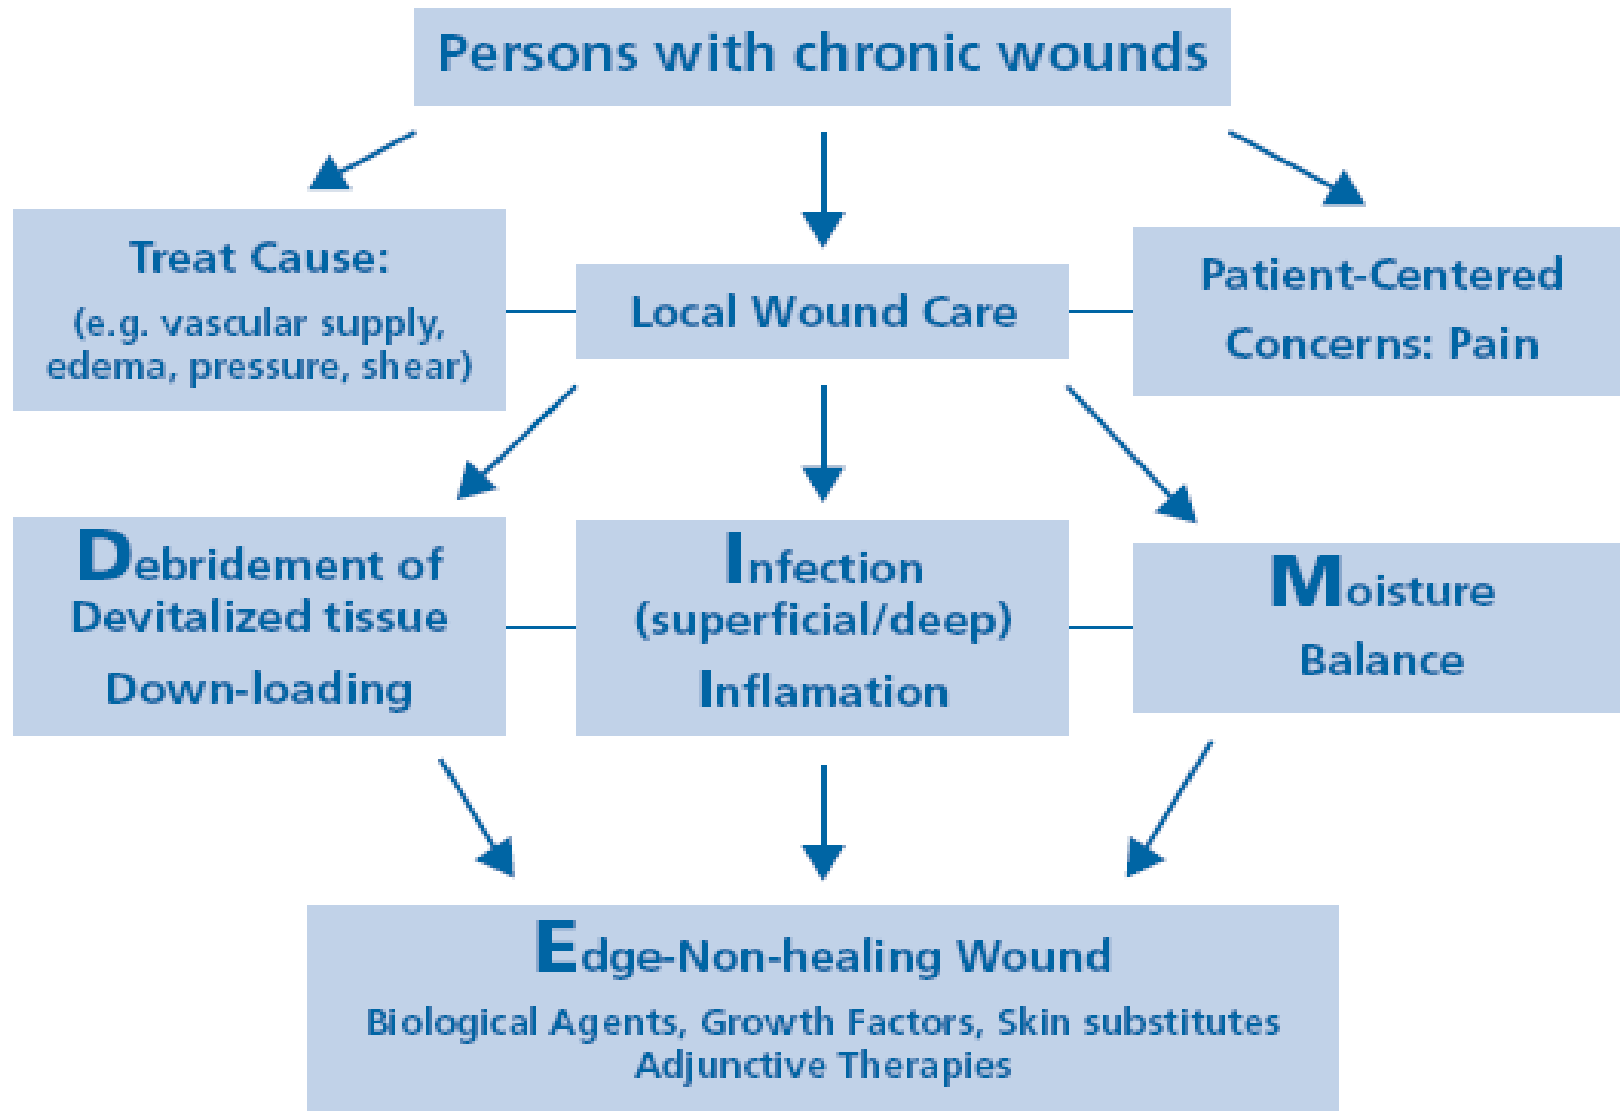 Persons with chronic wounds
Treat Cause:
(e.g. vascular supply,
edema, pressure, shear)
Local Wound Care
Patient-Centered
Concerns: Pain
Debridement of
Devitalized tissue
Down-loading
Infection
(superficial/deep)
Inflamation
Moisture
Balance
Edge-Non-healing Wound
Biological Agents, Growth Factors, Skin substitutes
Adjunctive Therapies